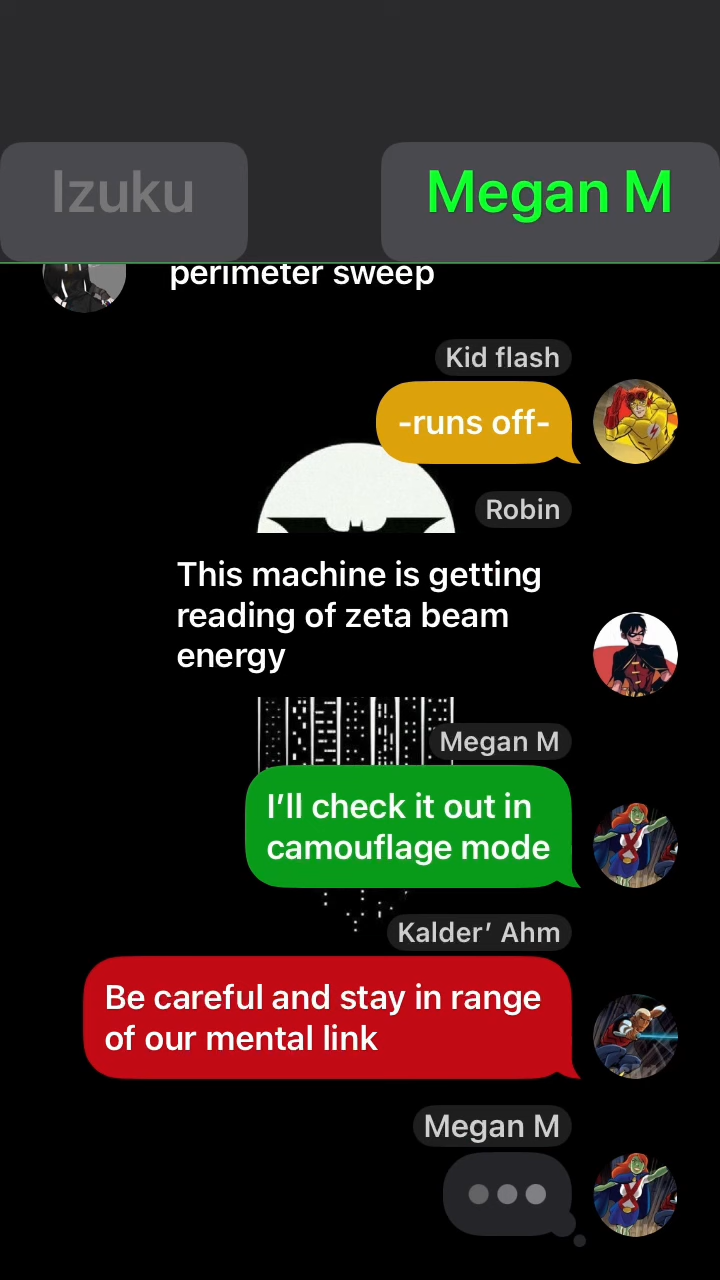 Izuku
Megan M
perimeter sweep
Kid flash
-runs off-
Robin
This machine is getting
reading of zeta beam
energy
Megan M
I’ll check it out in
camouflage mode
Kalder’ Ahm
Be careful and stay in range
of our mental link
Megan M